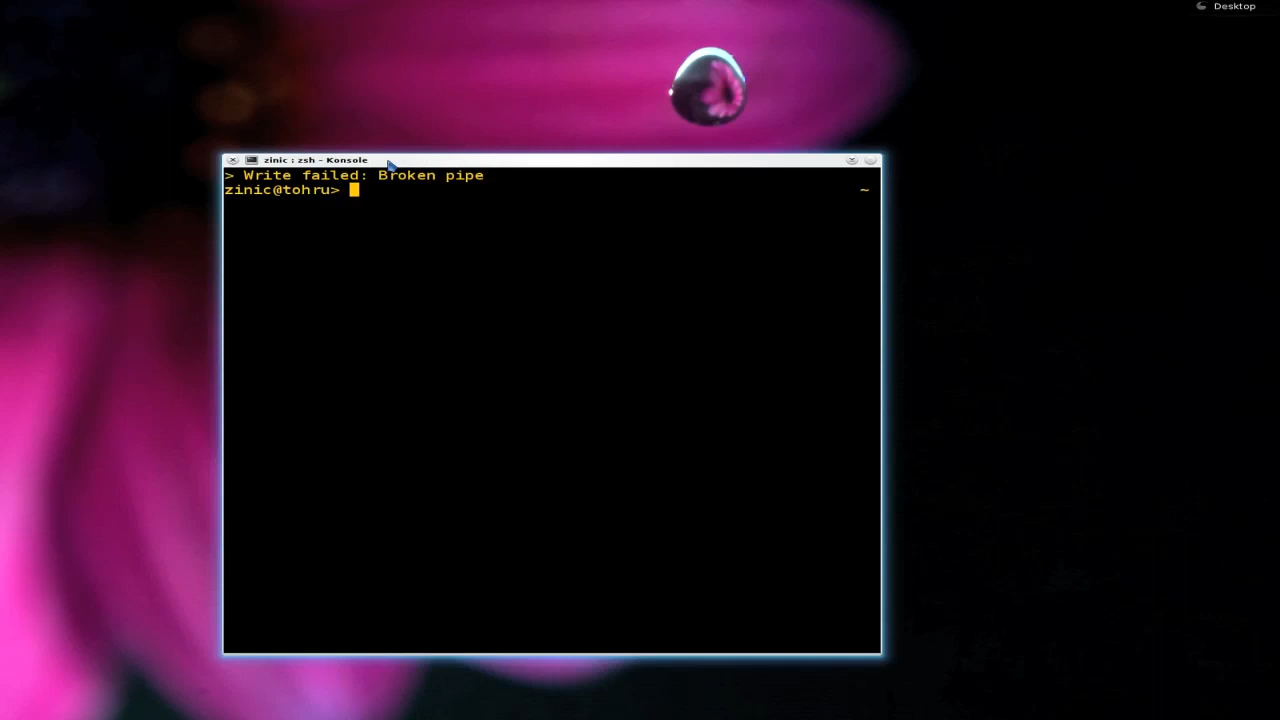 Desktop
zinic : zsh – Konsole
> Write failed: Broken pipe
zinic@tohru> ~